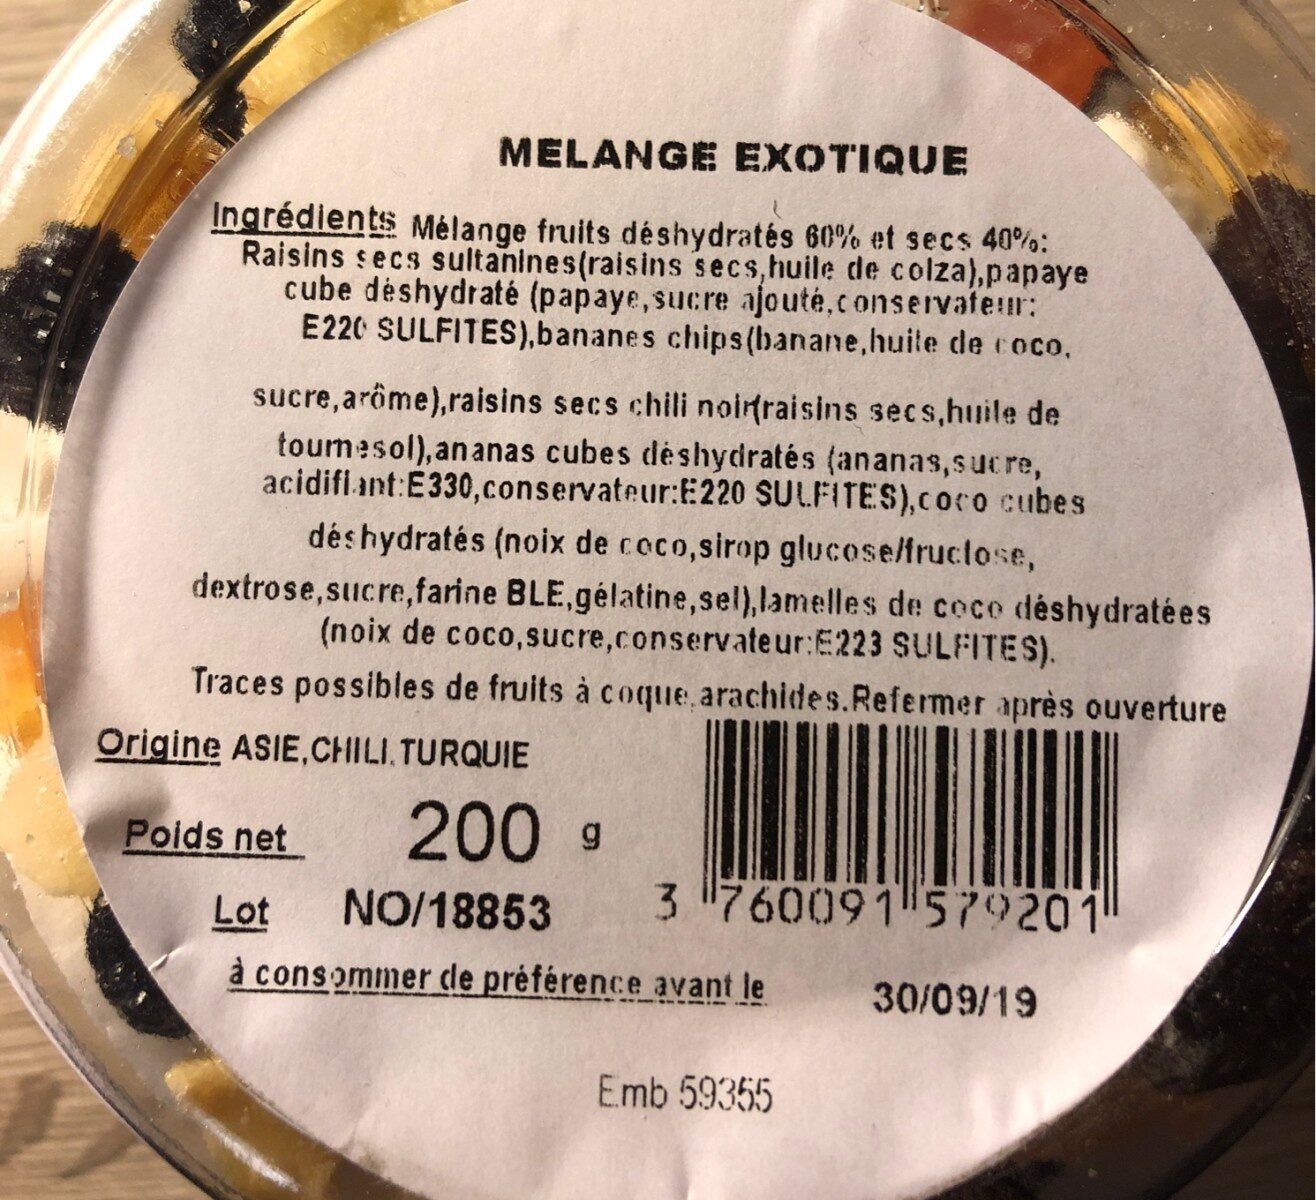 MELANGE EXOTIQUE
Ingrédients Mélange fruits déshydratés 60% et secs 40%:
Raisins secs sultanines(raisins secs,huile de colza),papaye
cube déshydraté (papaye,sucre ajouté,conservateur:
E220 SULFITES),bananes chips(banane,huile de coco,
sucre,arôme),raisins secs chili noir(raisins secs,huile de
tournesol),ananas cubes déshydratés (ananas,sucre,
acidifiant:E330,conservateur:E220 SULFITES),coco cubes
déshydratés (noix de coco,sirop glucose/fructose,
dextrose,sucre,farine BLE,gélatine,sel),lamelles de coco déshydratées
(noix de coco,sucre,conservateur:E223 SULFITES).
Traces possibles de fruits à coque,arachides.Refermer après ouverture
Origine ASIE,CHILI,TURQUIE
Poids net 200 g
Lot NO/18853
3 760091 579201
à consommer de préférence avant le 30/09/19
Emb 59355